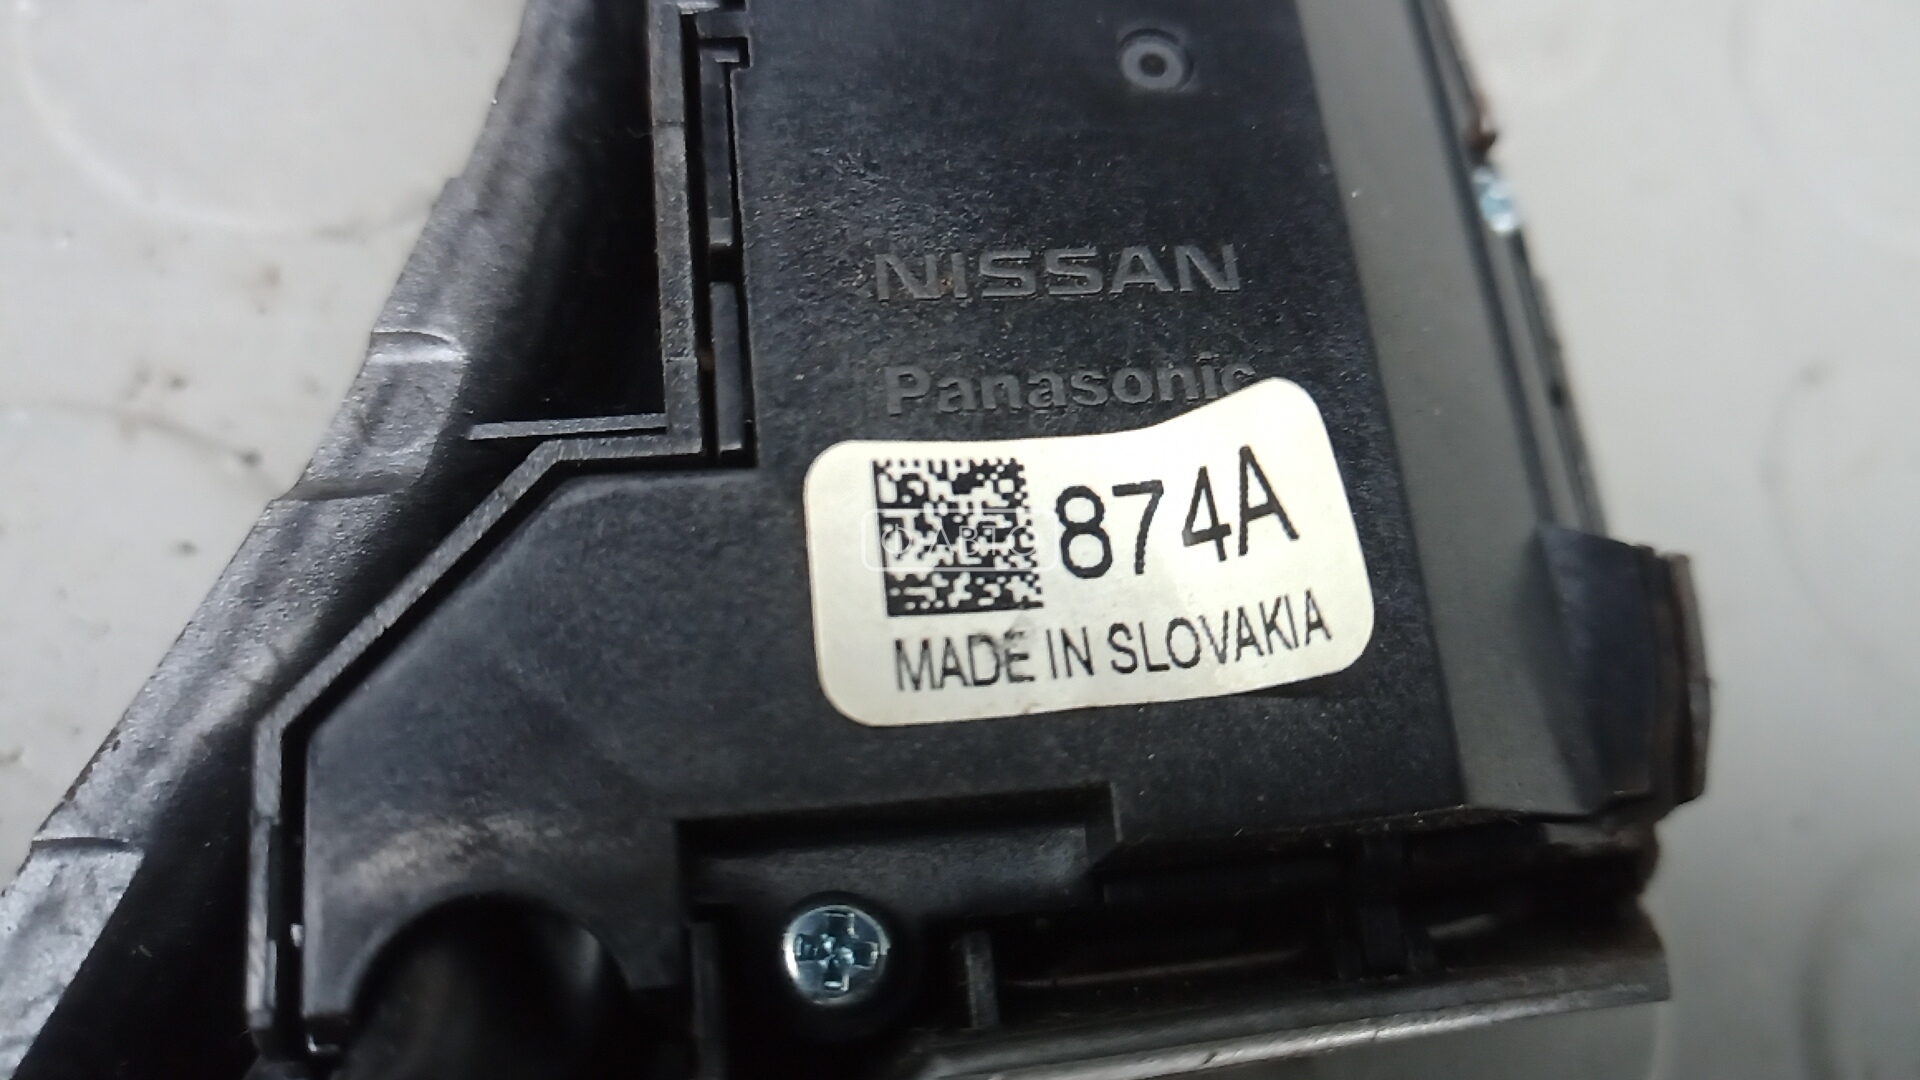 NISSAN
Panasonic
874A
MADE IN SLOVAKIA